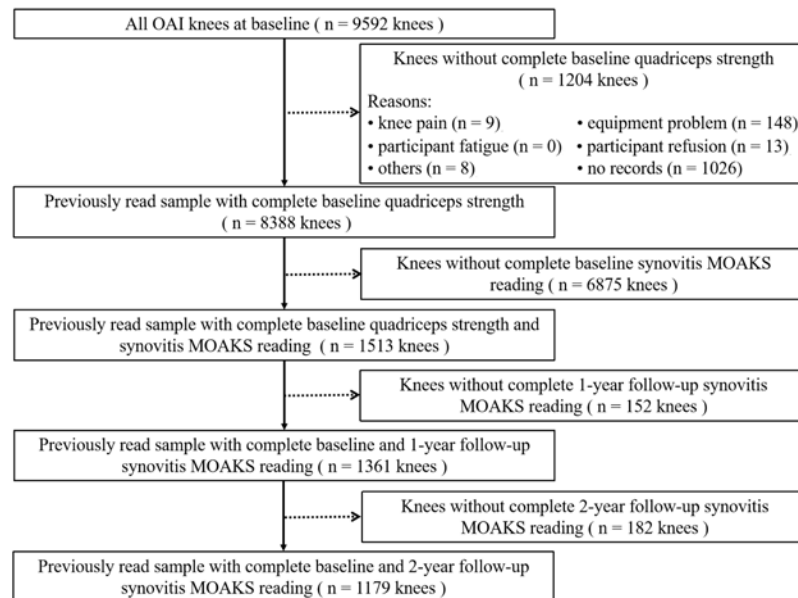 All OAI knees at baseline ( n = 9592 knees )
Knees without complete baseline quadriceps strength
( n = 1204 knees )
Reasons:
• knee pain (n = 9) • equipment problem (n = 148)
• participant fatigue (n = 0) • participant refusion (n = 13)
• others (n = 8) • no records (n = 1026)
Previously read sample with complete baseline quadriceps strength
( n = 8388 knees )
Knees without complete baseline synovitis MOAKS
reading ( n = 6875 knees )
Previously read sample with complete baseline quadriceps strength and
synovitis MOAKS reading ( n = 1513 knees )
Knees without complete 1-year follow-up synovitis
MOAKS reading ( n = 152 knees )
Previously read sample with complete baseline and 1-year follow-up
synovitis MOAKS reading ( n = 1361 knees )
Knees without complete 2-year follow-up synovitis
MOAKS reading ( n = 182 knees )
Previously read sample with complete baseline and 2-year follow-up
synovitis MOAKS reading ( n = 1179 knees )